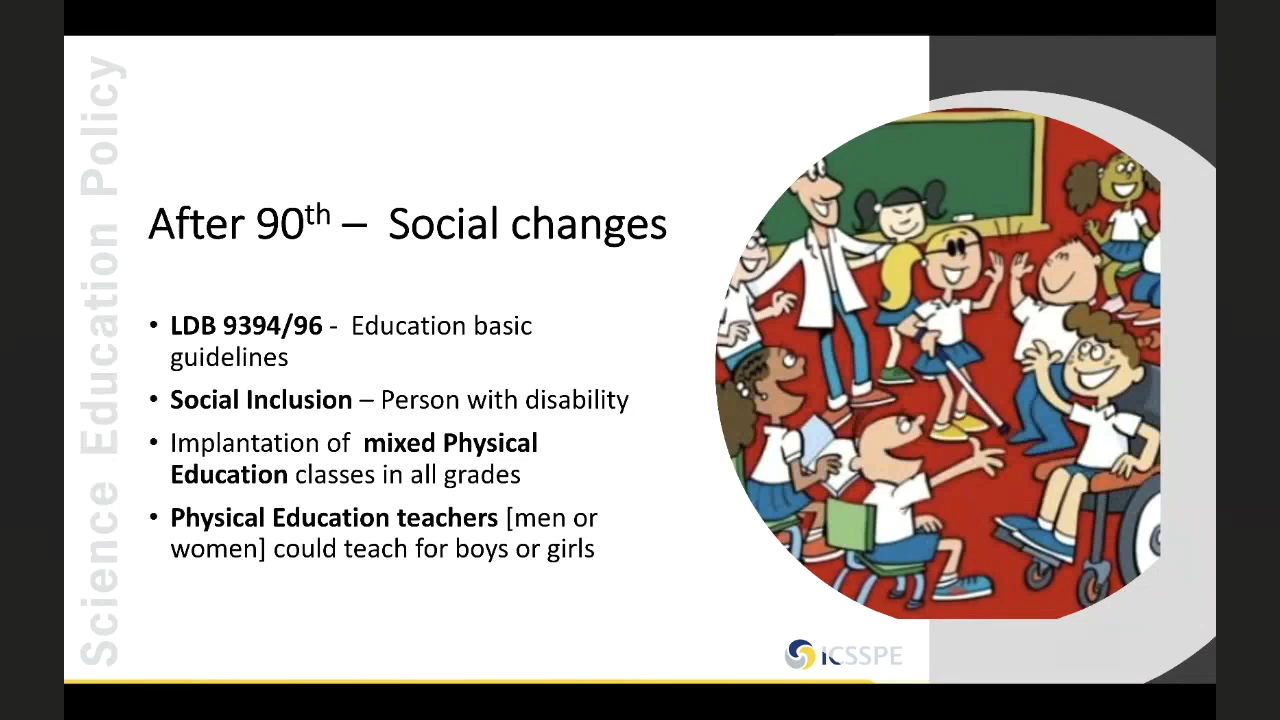 Science Education Policy
After 90th – Social changes
• LDB 9394/96 - Education basic
guidelines
• Social Inclusion – Person with disability
• Implantation of mixed Physical
Education classes in all grades
• Physical Education teachers [men or
women] could teach for boys or girls
ICSSPE